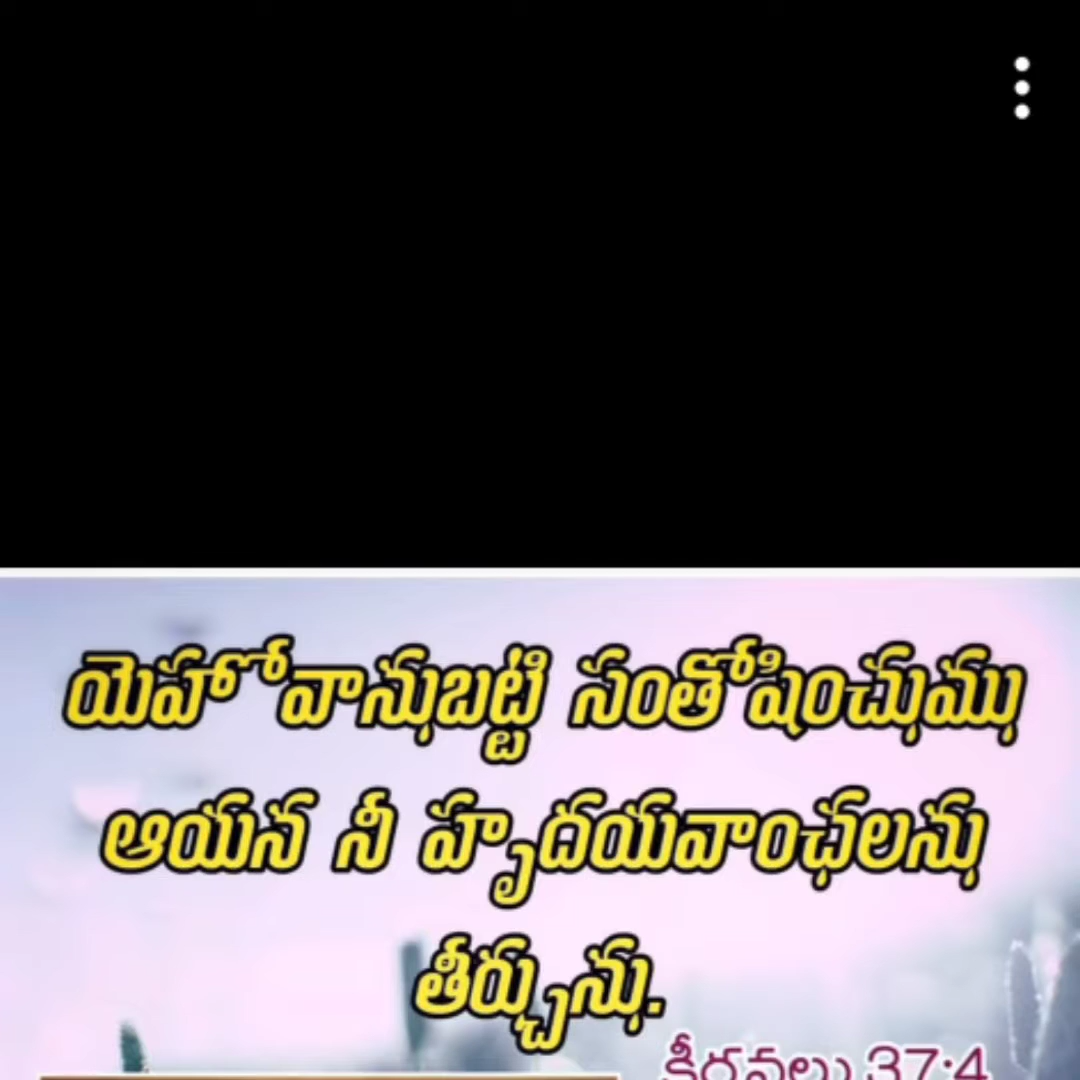 యెహోవానుబట్టి సంతోషించుము
ఆయన నీ హృదయవాంఛలను
తీర్చును.
కీర్తనలు 37:4